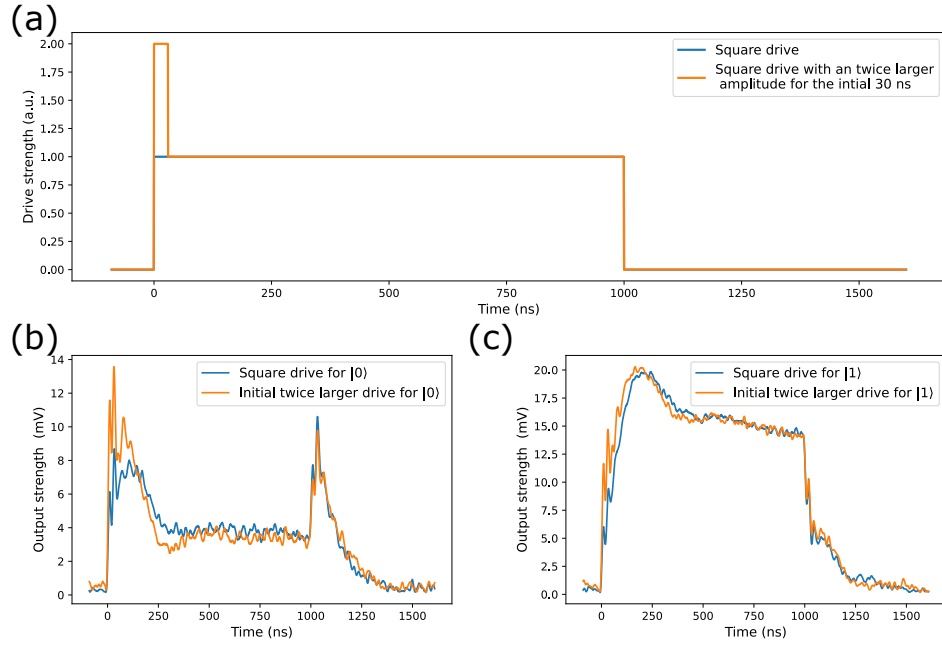 (a)
2.00
1.75
1.50
1.25
1.00
0.75
0.50
0.25
0.00
Drive strength (a.u.)
Square drive
Square drive with an twice larger
amplitude for the intial 30 ns
0
250
500
750
1000
1250
1500
Time (ns)
(b)
14
12
10
8
6
4
2
0
Output strength (mV)
Square drive for |0⟩
Initial twice larger drive for |0⟩
0
250
500
750
1000
1250
1500
Time (ns)
(c)
20.0
17.5
15.0
12.5
10.0
7.5
5.0
2.5
0.0
Output strength (mV)
Square drive for |1⟩
Initial twice larger drive for |1⟩
0
250
500
750
1000
1250
1500
Time (ns)